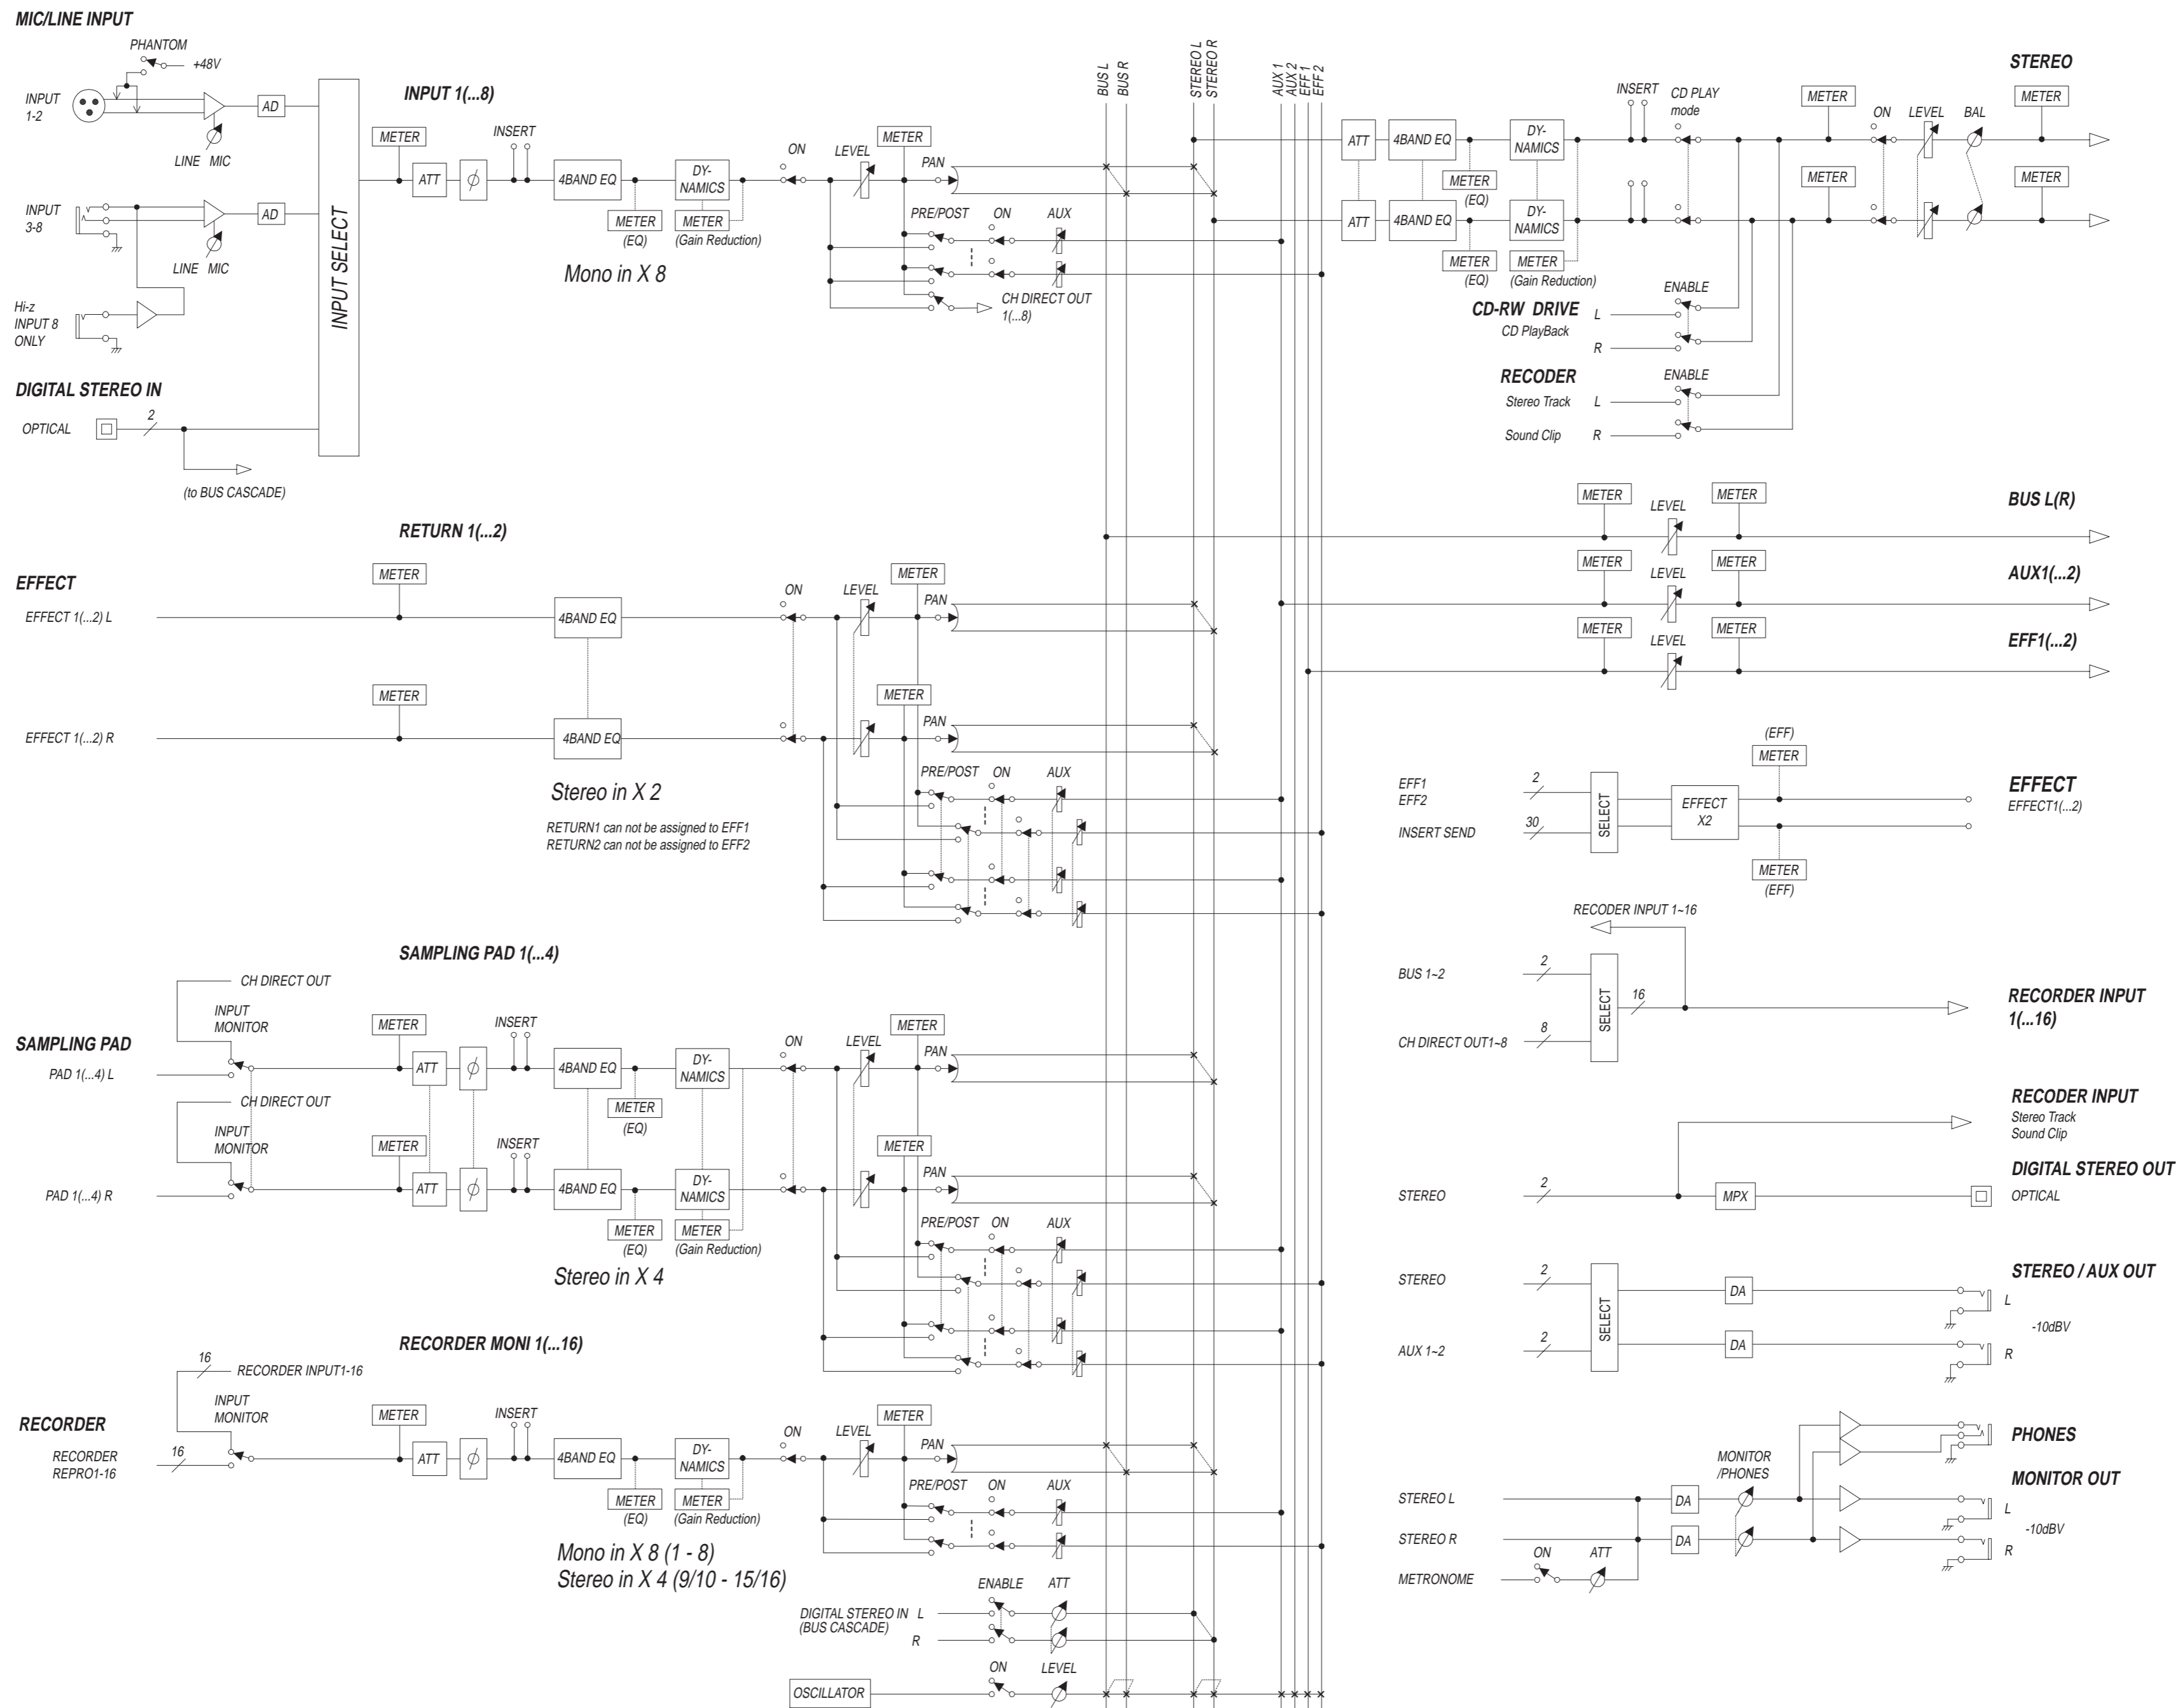 MIC/LINE INPUT
PHANTOM
+48V
INPUT
1-2
AD
LINE MIC
INPUT
3-8
AD
LINE MIC
Hi-z
INPUT 8
ONLY
DIGITAL STEREO IN
OPTICAL
2
(to BUS CASCADE)
INPUT SELECT
INPUT 1(...8)
METER
ATT
ϕ
INSERT
4BAND EQ
METER
(EQ)
DY-
NAMICS
METER
(Gain Reduction)
ON
LEVEL
METER
PAN
PRE/POST ON AUX
CH DIRECT OUT
1(...8)
Mono in X 8
BUS L
BUS R
STEREO L
STEREO R
AUX 1
AUX 2
EFF 1
EFF 2
STEREO
ATT
4BAND EQ
METER
(EQ)
DY-
NAMICS
INSERT
CD PLAY
mode
METER
ON
LEVEL
BAL
METER
ATT
4BAND EQ
METER
(EQ)
DY-
NAMICS
METER
(Gain Reduction)
METER
METER
CD-RW DRIVE
CD PlayBack
L
R
ENABLE
RECODER
Stereo Track L
Sound Clip R
ENABLE
RETURN 1(...2)
EFFECT
EFFECT 1(...2) L
METER
4BAND EQ
ON
LEVEL
METER
PAN
EFFECT 1(...2) R
METER
4BAND EQ
METER
PAN
PRE/POST ON AUX
Stereo in X 2
RETURN1 can not be assigned to EFF1
RETURN2 can not be assigned to EFF2
METER
LEVEL
METER
BUS L(R)
METER
LEVEL
METER
AUX1(...2)
METER
LEVEL
METER
EFF1(...2)
EFF1
EFF2
2
INSERT SEND
30
SELECT
EFFECT
X2
(EFF)
METER
METER
(EFF)
EFFECT
EFFECT1(...2)
SAMPLING PAD 1(...4)
CH DIRECT OUT
INPUT
MONITOR
SAMPLING PAD
PAD 1(...4) L
METER
ATT
ϕ
INSERT
4BAND EQ
METER
(EQ)
DY-
NAMICS
ON
LEVEL
METER
PAN
CH DIRECT OUT
INPUT
MONITOR
PAD 1(...4) R
METER
ATT
ϕ
INSERT
4BAND EQ
METER
(EQ)
DY-
NAMICS
METER
(Gain Reduction)
METER
PAN
PRE/POST ON AUX
Stereo in X 4
RECODER INPUT 1~16
BUS 1~2
2
CH DIRECT OUT1~8
8
SELECT
16
RECORDER INPUT
1(...16)
RECODER INPUT
Stereo Track
Sound Clip
DIGITAL STEREO OUT
STEREO
2
MPX
OPTICAL
STEREO
2
AUX 1~2
2
SELECT
DA
DA
STEREO / AUX OUT
L
-10dBV
R
RECORDER MONI 1(...16)
16
RECORDER INPUT1-16
INPUT
MONITOR
RECORDER
RECORDER
REPRO1-16
16
METER
ATT
ϕ
INSERT
4BAND EQ
METER
(EQ)
DY-
NAMICS
METER
(Gain Reduction)
ON
LEVEL
METER
PAN
PRE/POST ON AUX
Mono in X 8 (1 - 8)
Stereo in X 4 (9/10 - 15/16)
PHONES
MONITOR
/PHONES
MONITOR OUT
STEREO L
DA
L
-10dBV
STEREO R
DA
R
METRONOME
ON
ATT
ENABLE ATT
DIGITAL STEREO IN L
(BUS CASCADE)
R
OSCILLATOR
ON
LEVEL